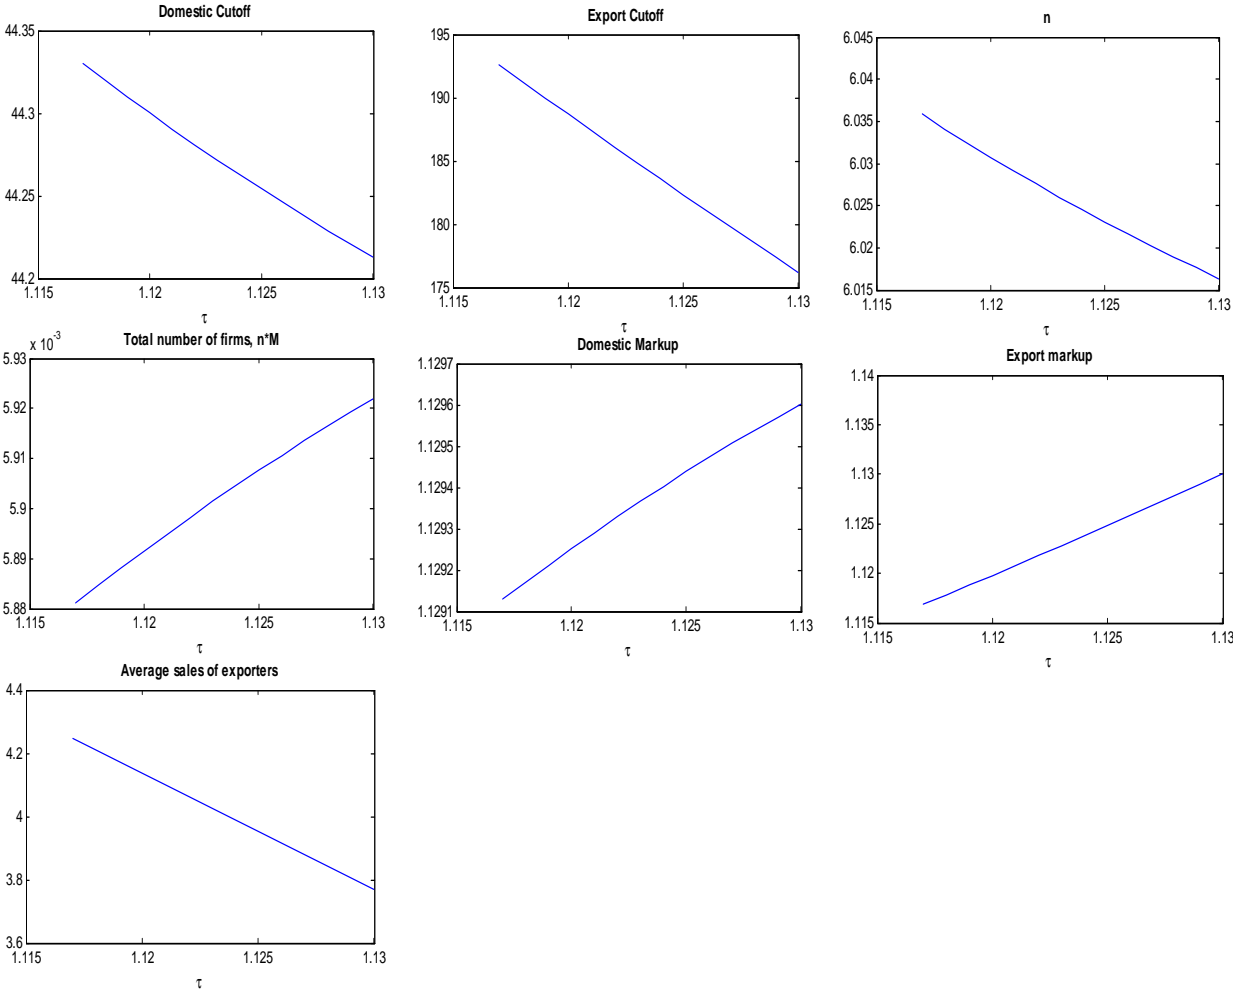 Domestic Cutoff
44.35
44.3
44.25
44.2
1.115 1.12 1.125 1.13
τ
Export Cutoff
195
190
185
180
175
1.115 1.12 1.125 1.13
τ
n
6.045
6.04
6.035
6.03
6.025
6.02
6.015
1.115 1.12 1.125 1.13
τ
Total number of firms, n*M
x 10-3
5.93
5.92
5.91
5.9
5.89
5.88
1.115 1.12 1.125 1.13
τ
Domestic Markup
1.1297
1.1296
1.1295
1.1294
1.1293
1.1292
1.1291
1.115 1.12 1.125 1.13
τ
Export markup
1.14
1.135
1.13
1.125
1.12
1.115
1.115 1.12 1.125 1.13
τ
Average sales of exporters
4.4
4.2
4
3.8
3.6
1.115 1.12 1.125 1.13
τ